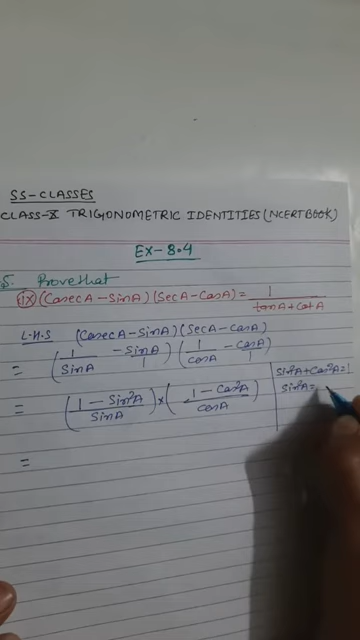 SS-CLASSES
CLASS-X TRIGONOMETRIC IDENTITIES (NCERT BOOK)
EX-8.4
5. Prove that
(ix) (CosecA - SinA) (SecA - CosA) = 1/(tanA + CotA)
L.H.S (CosecA - SinA) (SecA - CosA)
= (1/SinA - SinA/1) (1/CosA - CosA/1)
= ((1 - Sin²A)/SinA) × ((1 - Cos²A)/CosA)
Sin²A + Cos²A = 1
Sin²A =
=